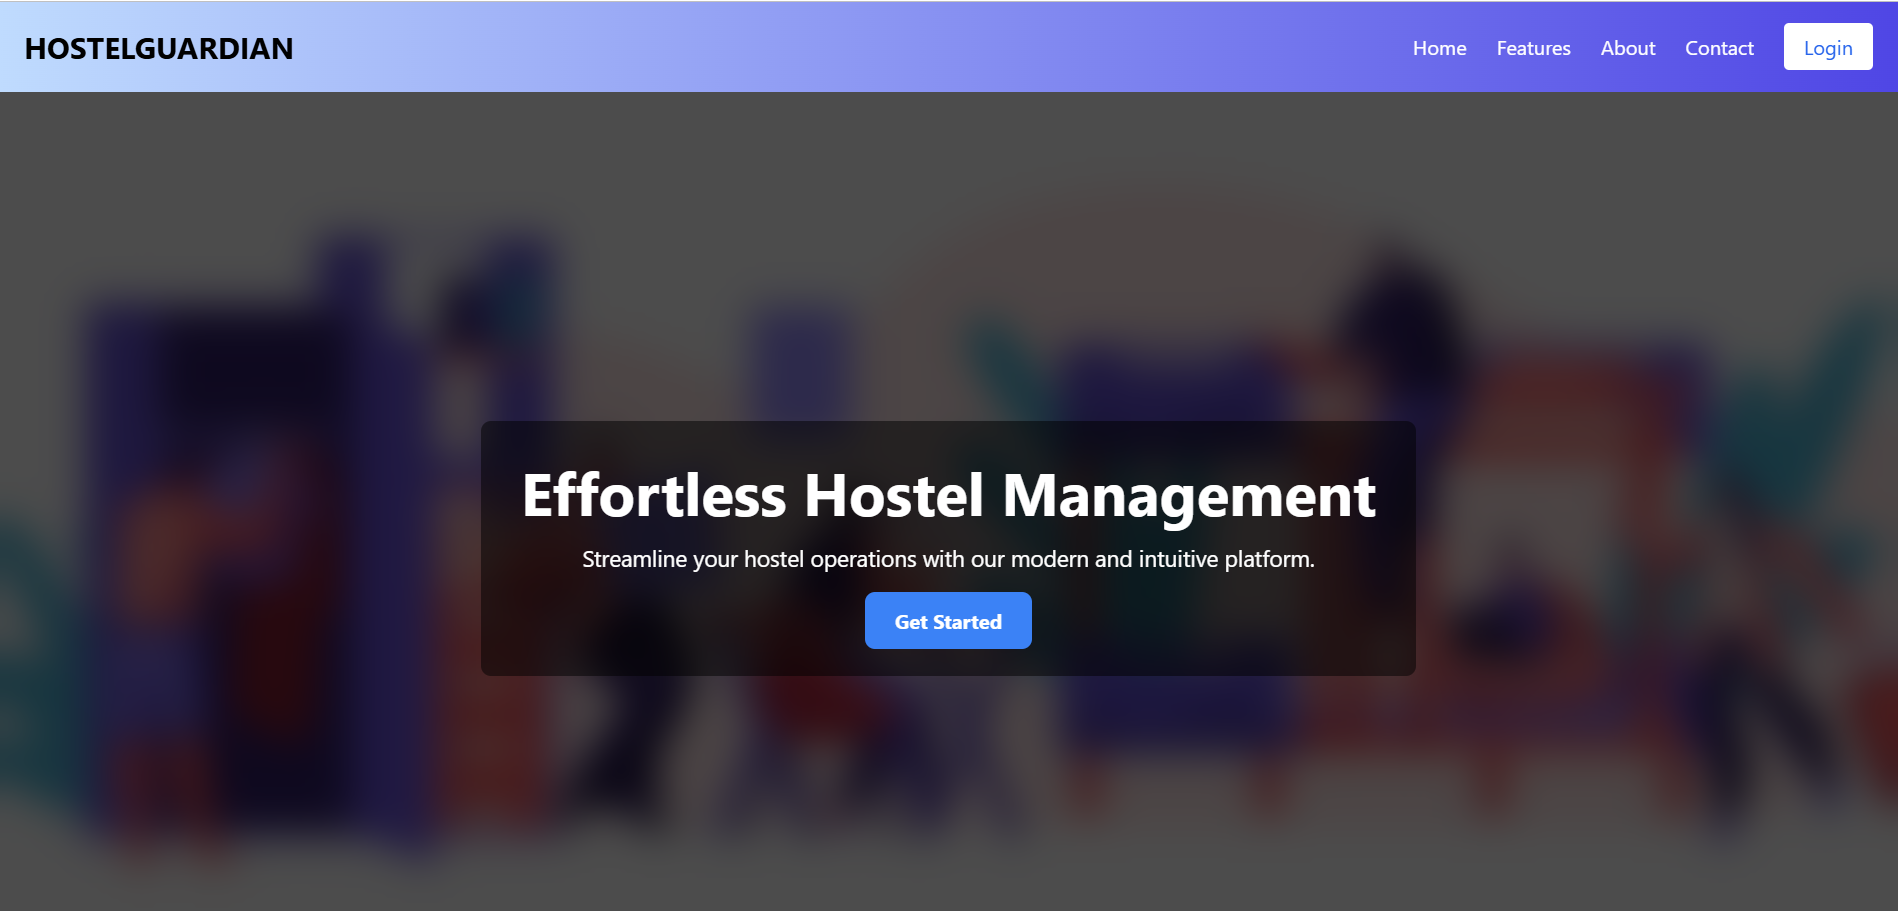 HOSTELGUARDIAN
Home Features About Contact Login
Effortless Hostel Management
Streamline your hostel operations with our modern and intuitive platform.
Get Started